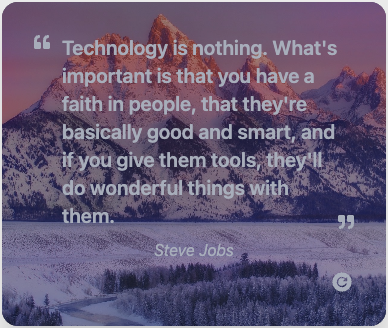 Technology is nothing. What's
important is that you have a
faith in people, that they're
basically good and smart, and
if you give them tools, they'll
do wonderful things with
them.
Steve Jobs